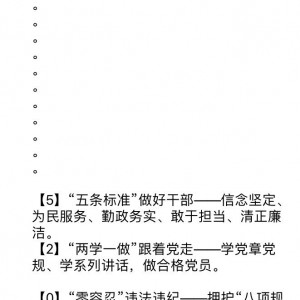 。
。
。
。
。
。
。
。
。
。
。
【5】“五条标准”做好干部——信念坚定、
为民服务、勤政务实、敢于担当、清正廉
洁。
【2】“两学一做”跟着党走——学党章党
规、学系列讲话，做合格党员。
【0】“零容忍”违法违纪——拥护“八项规